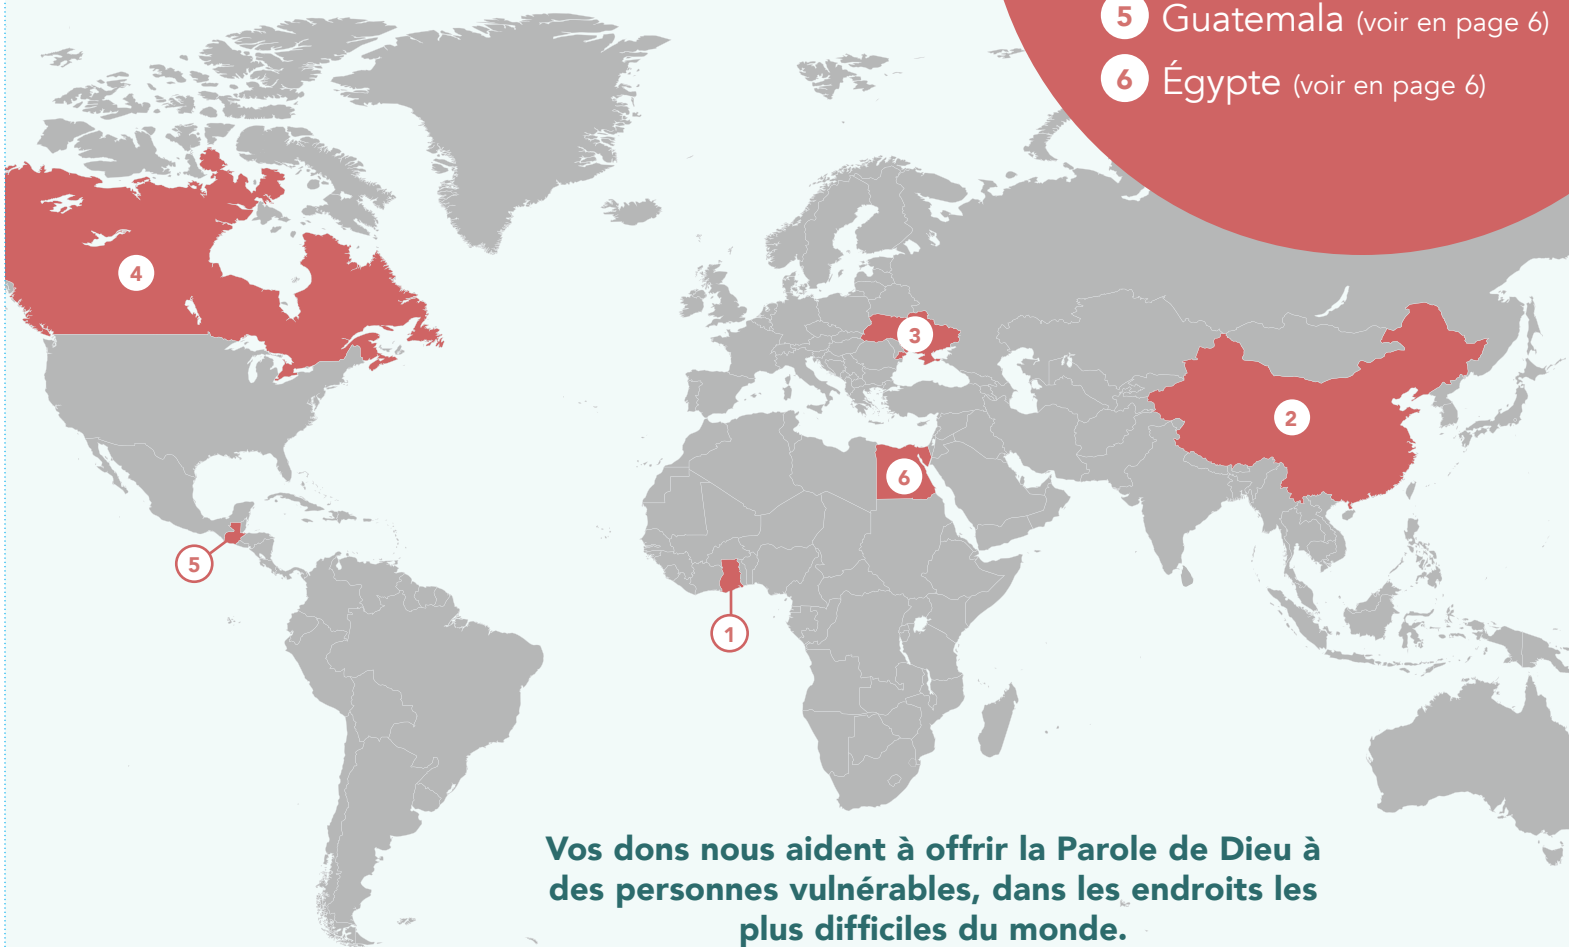 5 Guatemala (voir en page 6)
6 Égypte (voir en page 6)
4
3
2
6
5
1
Vos dons nous aident à offrir la Parole de Dieu à
des personnes vulnérables, dans les endroits les
plus difficiles du monde.